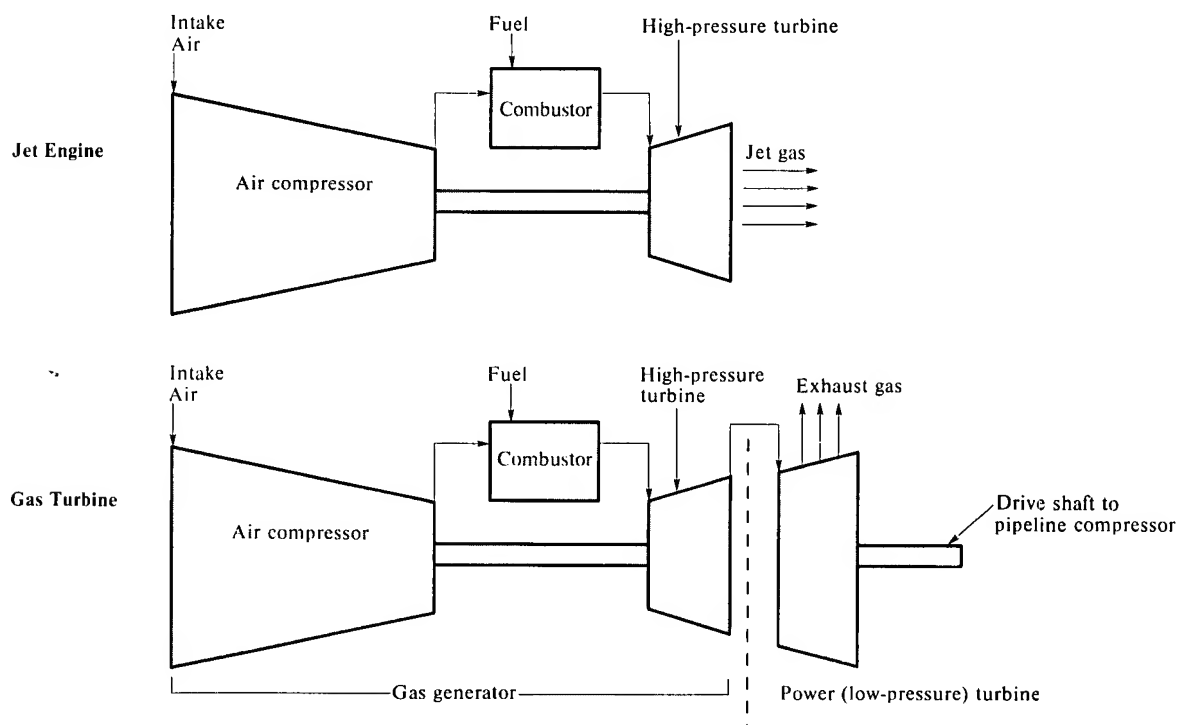 Intake
Air
Fuel
High-pressure turbine
Combustor
Jet Engine
Jet gas
Air compressor
Intake
Air
Fuel
High-pressure
turbine
Exhaust gas
Combustor
Gas Turbine
Drive shaft to
pipeline compressor
Air compressor
Gas generator
Power (low-pressure) turbine